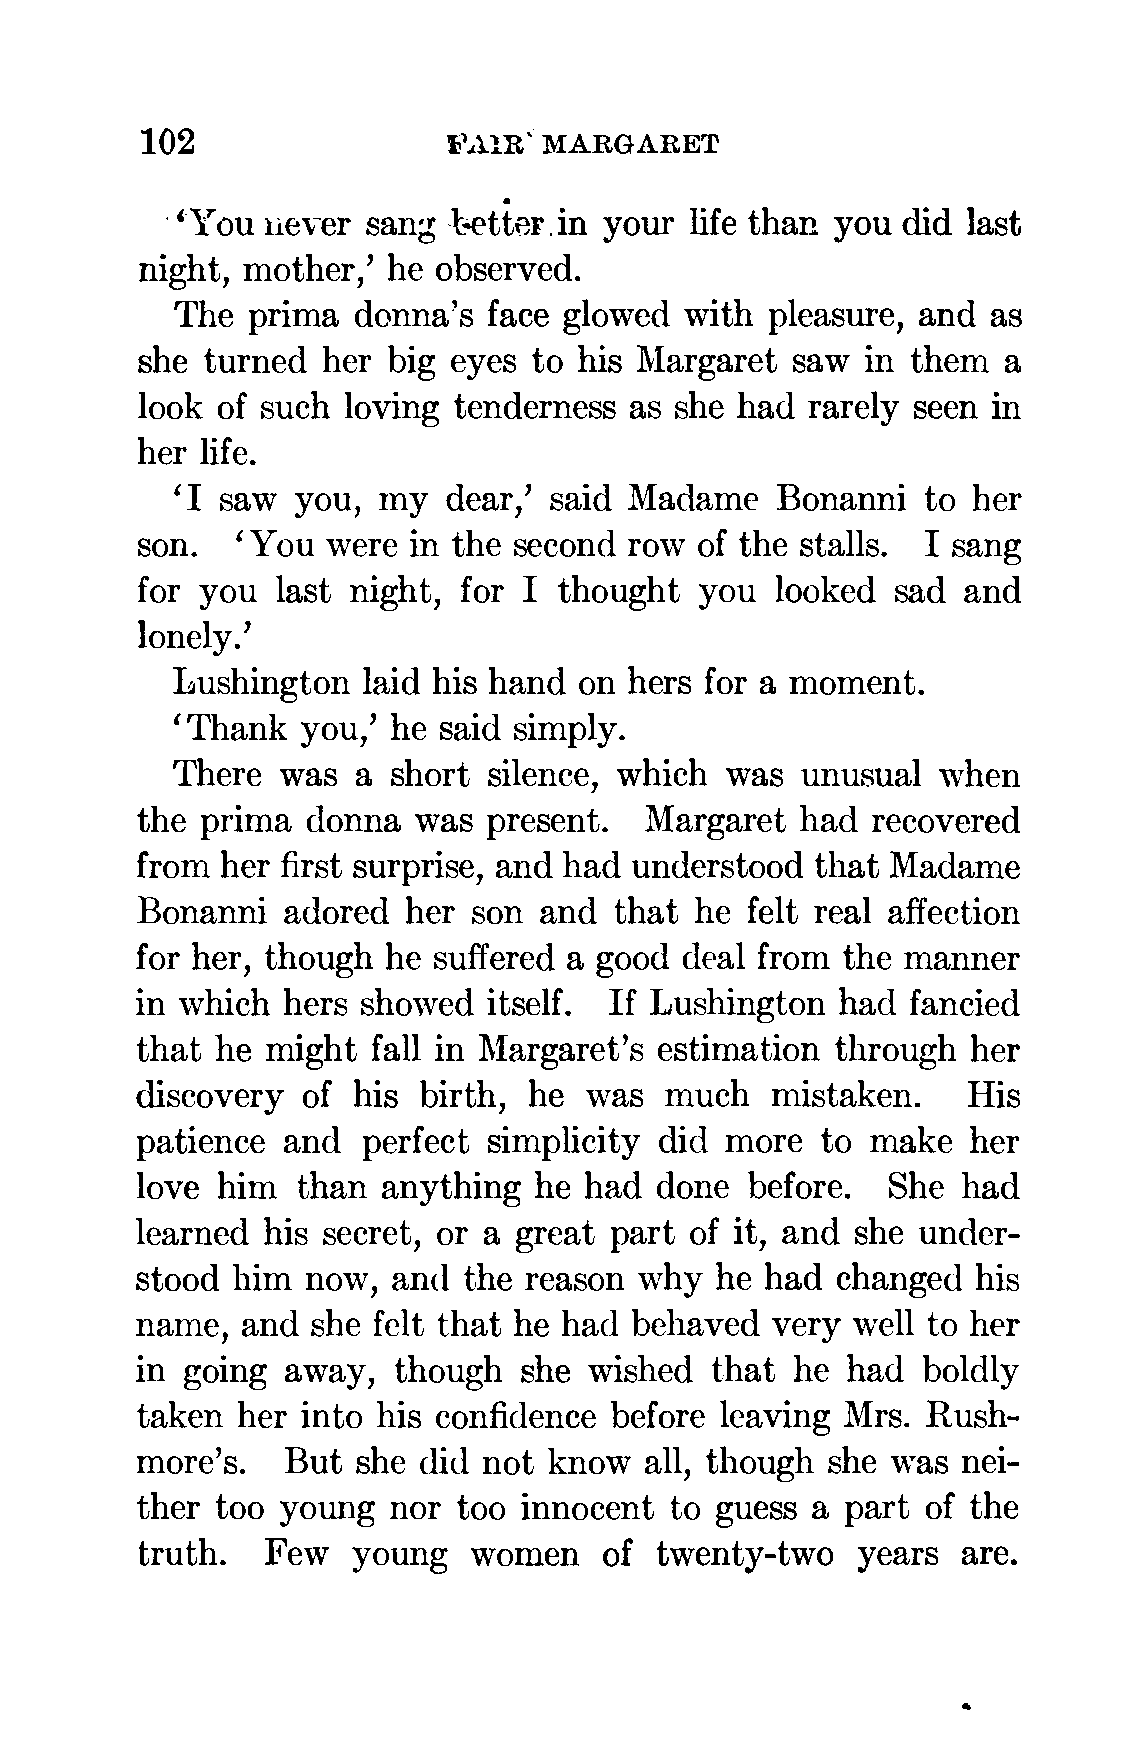 102 FAIR MARGARET
'You never sang better in your life than you did last
night, mother,' he observed.
The prima donna's face glowed with pleasure, and as
she turned her big eyes to his Margaret saw in them a
look of such loving tenderness as she had rarely seen in
her life.
'I saw you, my dear,' said Madame Bonanni to her
son. 'You were in the second row of the stalls. I sang
for you last night, for I thought you looked sad and
lonely.'
Lushington laid his hand on hers for a moment.
'Thank you,' he said simply.
There was a short silence, which was unusual when
the prima donna was present. Margaret had recovered
from her first surprise, and had understood that Madame
Bonanni adored her son and that he felt real affection
for her, though he suffered a good deal from the manner
in which hers showed itself. If Lushington had fancied
that he might fall in Margaret's estimation through her
discovery of his birth, he was much mistaken. His
patience and perfect simplicity did more to make her
love him than anything he had done before. She had
learned his secret, or a great part of it, and she under-
stood him now, and the reason why he had changed his
name, and she felt that he had behaved very well to her
in going away, though she wished that he had boldly
taken her into his confidence before leaving Mrs. Rush-
more's. But she did not know all, though she was nei-
ther too young nor too innocent to guess a part of the
truth. Few young women of twenty-two years are.